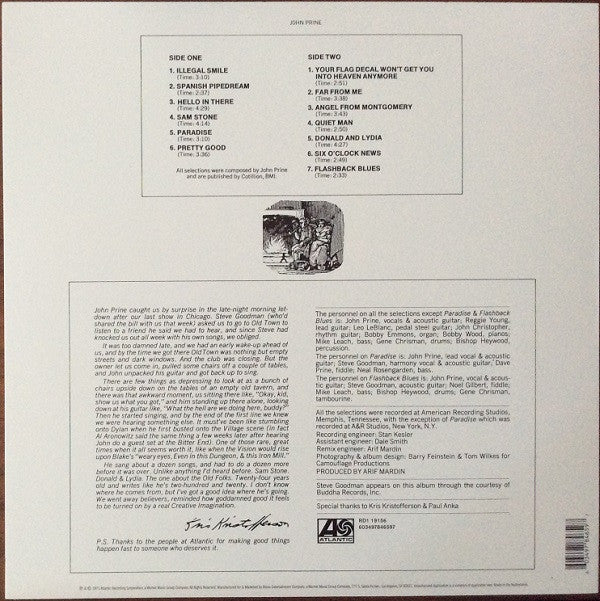 JOHN PRINE
SIDE ONE
1. ILLEGAL SMILE
(Time: 3:10)
2. SPANISH PIPEDREAM
(Time: 2:37)
3. HELLO IN THERE
(Time: 4:29)
4. SAM STONE
(Time: 4:14)
5. PARADISE
(Time: 3:10)
6. PRETTY GOOD
(Time: 3:36)
All selections were composed by John Prine
and are published by Cotillion, BMI.
SIDE TWO
1. YOUR FLAG DECAL WON'T GET YOU
INTO HEAVEN ANYMORE
(Time: 2:51)
2. FAR FROM ME
(Time: 3:38)
3. ANGEL FROM MONTGOMERY
(Time: 3:43)
4. QUIET MAN
(Time: 2:50)
5. DONALD AND LYDIA
(Time: 4:27)
6. SIX O'CLOCK NEWS
(Time: 2:49)
7. FLASHBACK BLUES
(Time: 2:33)
John Prine caught us by surprise in the late-night morning let-
down after our last show in Chicago. Steve Goodman (who'd
shared the bill with us that week) asked us to go to Old Town to
listen to a friend he said we had to hear, and since Steve had
knocked us out all week with his own songs, we obliged.
It was too damned late, and we had an early wake-up ahead of
us, and by the time we got there Old Town was nothing but empty
streets and dark windows. And the club was closing. But the
owner let us come in, pulled some chairs off a couple of tables,
and John unpacked his guitar and got back up to sing.
There are few things as depressing to look at as a bunch of
chairs upside down on the tables of an empty old tavern, and
there was that awkward moment, us sitting there like, "Okay, kid,
show us what you got," and him standing up there alone, looking
down at his guitar like, "What the hell are we doing here, buddy?"
Then he started singing, and by the end of the first line we knew
we were hearing something else. It must've been like stumbling
onto Dylan when he first busted onto the Village scene (in fact
Al Aronowitz said the same thing a few weeks later after hearing
John do a guest set at the Bitter End). One of those rare, great
times when it all seems worth it, like when the Vision would rise
upon Blake's "weary eyes, Even in this Dungeon, & this Iron Mill."
He sang about a dozen songs, and had to do a dozen more
before it was over. Unlike anything I'd heard before. Sam Stone.
Donald & Lydia. The one about the Old Folks. Twenty-four years
old and writes like he's two-hundred and twenty. I don't know
where he comes from, but I've got a good idea where he's going.
We went away believers, reminded how goddamned good it feels
to be turned on by a real Creative Imagination.
Kris Kristofferson
P.S. Thanks to the people at Atlantic for making good things
happen fast to someone who deserves it.
The personnel on all the selections except Paradise & Flashback
Blues is: John Prine, vocals & acoustic guitar; Reggie Young,
lead guitar; Leo LeBlanc, pedal steel guitar; John Christopher,
rhythm guitar; Bobby Emmons, organ; Bobby Wood, piano;
Mike Leach, bass; Gene Chrisman, drums; Bishop Heywood,
percussion.
The personnel on Paradise is: John Prine, lead vocal & acoustic
guitar; Steve Goodman, harmony vocal & acoustic guitar; Dave
Prine, fiddle; Neal Rosengarden, bass.
The personnel on Flashback Blues is: John Prine, vocal & acous-
tic guitar; Steve Goodman, acoustic guitar; Noel Gilbert, fiddle;
Mike Leach, bass; Bishop Heywood, drums; Gene Chrisman,
tambourine.
All the selections were recorded at American Recording Studios,
Memphis, Tennessee, with the exception of Paradise which was
recorded at A&R Studios, New York, N.Y.
Recording engineer: Stan Kesler
Assistant engineer: Dale Smith
Remix engineer: Arif Mardin
Photography & album design: Barry Feinstein & Tom Wilkes for
Camouflage Productions
PRODUCED BY ARIF MARDIN
Steve Goodman appears on this album through the courtesy of
Buddha Records, Inc.
Special thanks to Kris Kristofferson & Paul Anka
ATLANTIC
RD1 19156
603497846597